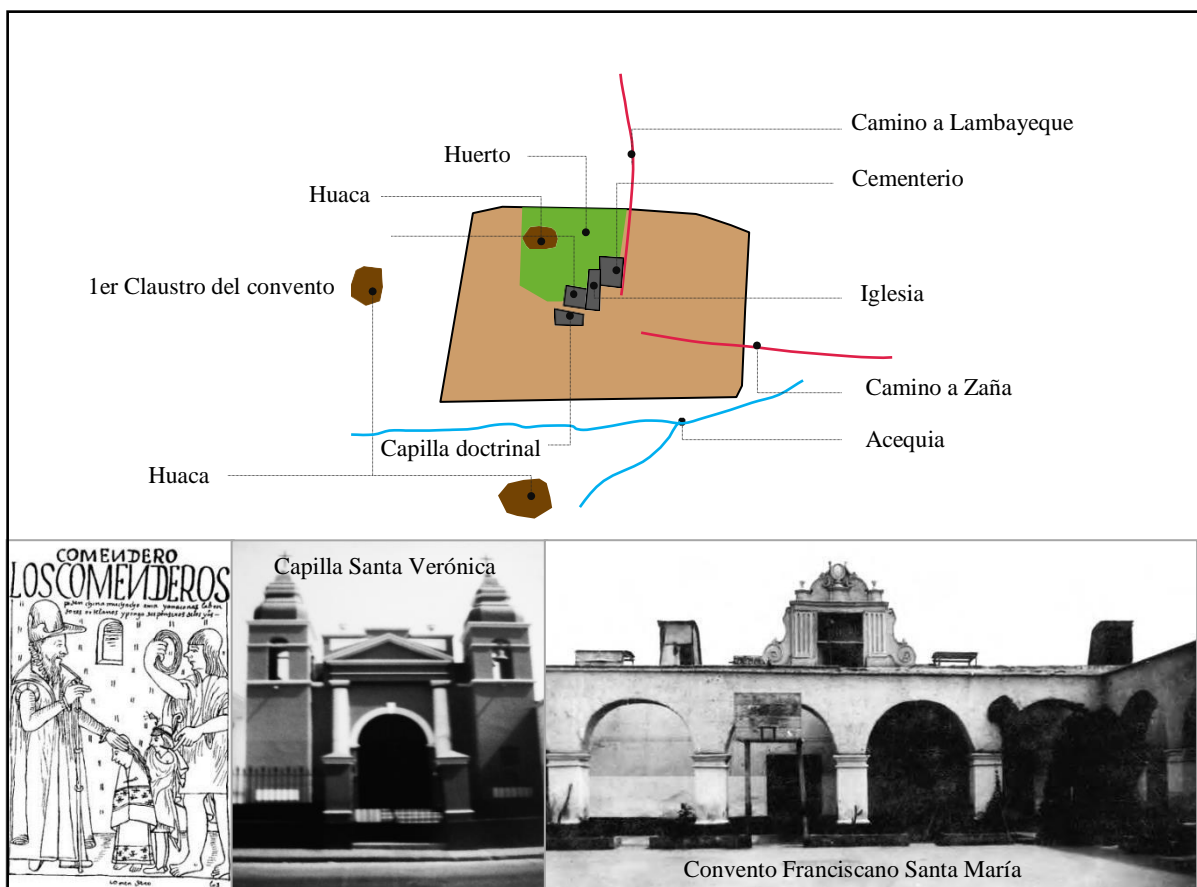 Camino a Lambayeque
Huerto
Cementerio
Huaca
1er Claustro del convento
Iglesia
Camino a Zaña
Acequia
Capilla doctrinal
Huaca
COMENDERO
LOS COMENDEROS
Capilla Santa Verónica
Convento Franciscano Santa María